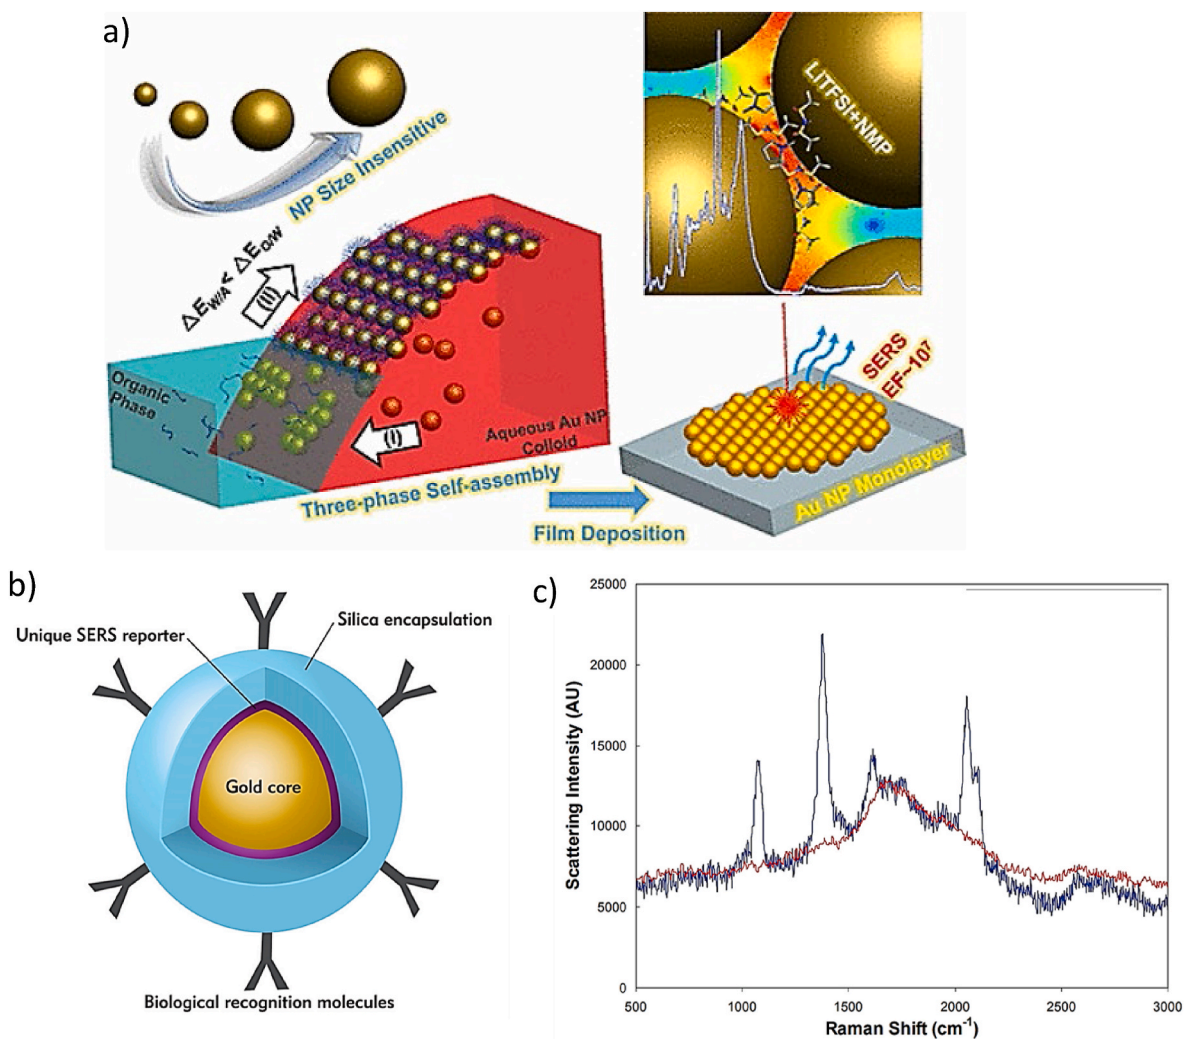 a)
NP Size Insensitive
ΔE_W/A < ΔE_O/W
(II)
Organic
Phase
(I)
Aqueous Au NP
Colloid
Three-phase Self-assembly
Film Deposition
LiTFSI+NMP
SERS
EF~10⁷
Au NP Monolayer
b)
Unique SERS reporter
Silica encapsulation
Gold core
Biological recognition molecules
c)
Scattering Intensity (AU)
25000
20000
15000
10000
5000
0
500
1000
1500
2000
2500
3000
Raman Shift (cm⁻¹)